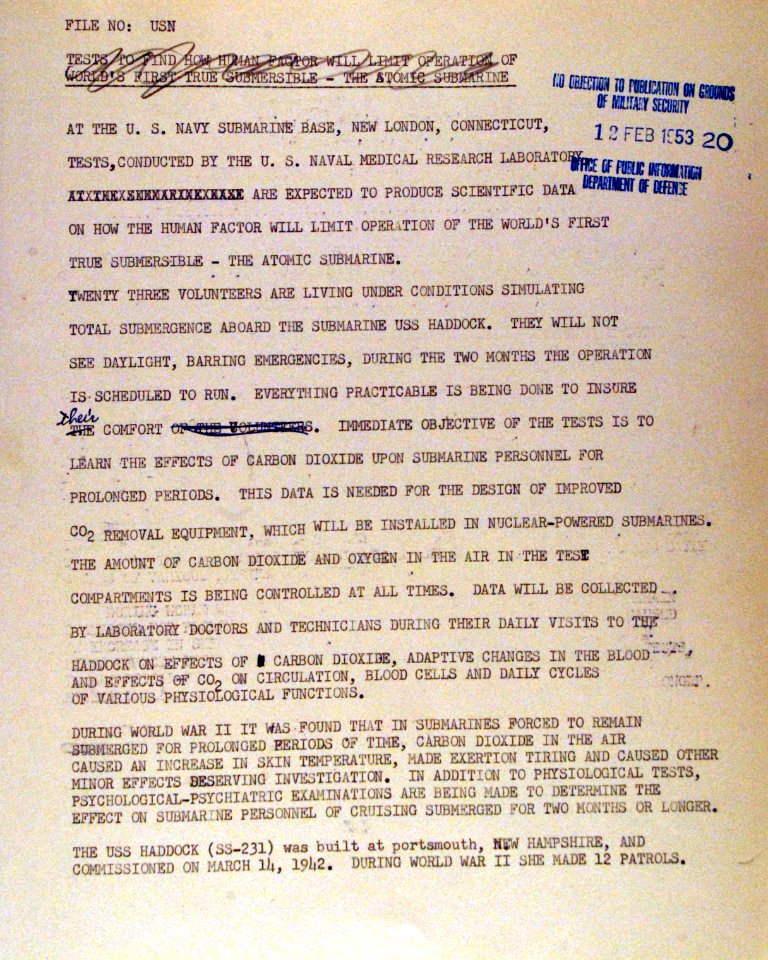 FILE NO: USN
TESTS TO FIND HOW HUMAN FACTOR WILL LIMIT OPERATION OF
WORLD'S FIRST TRUE SUBMERSIBLE - THE ATOMIC SUBMARINE
NO OBJECTION TO PUBLICATION ON GROUNDS
OF MILITARY SECURITY
12 FEB 1953 20
OFFICE OF PUBLIC INFORMATION
DEPARTMENT OF DEFENSE
AT THE U. S. NAVY SUBMARINE BASE, NEW LONDON, CONNECTICUT,
TESTS, CONDUCTED BY THE U. S. NAVAL MEDICAL RESEARCH LABORATORY
ARE EXPECTED TO PRODUCE SCIENTIFIC DATA
ON HOW THE HUMAN FACTOR WILL LIMIT OPERATION OF THE WORLD'S FIRST
TRUE SUBMERSIBLE - THE ATOMIC SUBMARINE.
TWENTY THREE VOLUNTEERS ARE LIVING UNDER CONDITIONS SIMULATING
TOTAL SUBMERGENCE ABOARD THE SUBMARINE USS HADDOCK. THEY WILL NOT
SEE DAYLIGHT, BARRING EMERGENCIES, DURING THE TWO MONTHS THE OPERATION
IS SCHEDULED TO RUN. EVERYTHING PRACTICABLE IS BEING DONE TO INSURE
their
THE COMFORT OF THE VOLUNTEERS. IMMEDIATE OBJECTIVE OF THE TESTS IS TO
LEARN THE EFFECTS OF CARBON DIOXIDE UPON SUBMARINE PERSONNEL FOR
PROLONGED PERIODS. THIS DATA IS NEEDED FOR THE DESIGN OF IMPROVED
CO2 REMOVAL EQUIPMENT, WHICH WILL BE INSTALLED IN NUCLEAR-POWERED SUBMARINES.
THE AMOUNT OF CARBON DIOXIDE AND OXYGEN IN THE AIR IN THE TEST
COMPARTMENTS IS BEING CONTROLLED AT ALL TIMES. DATA WILL BE COLLECTED
BY LABORATORY DOCTORS AND TECHNICIANS DURING THEIR DAILY VISITS TO THE
HADDOCK ON EFFECTS OF CARBON DIOXIDE, ADAPTIVE CHANGES IN THE BLOOD
AND EFFECTS OF CO2 ON CIRCULATION, BLOOD CELLS AND DAILY CYCLES
OF VARIOUS PHYSIOLOGICAL FUNCTIONS.
DURING WORLD WAR II IT WAS FOUND THAT IN SUBMARINES FORCED TO REMAIN
SUBMERGED FOR PROLONGED PERIODS OF TIME, CARBON DIOXIDE IN THE AIR
CAUSED AN INCREASE IN SKIN TEMPERATURE, MADE EXERTION TIRING AND CAUSED OTHER
MINOR EFFECTS DESERVING INVESTIGATION. IN ADDITION TO PHYSIOLOGICAL TESTS,
PSYCHOLOGICAL-PSYCHIATRIC EXAMINATIONS ARE BEING MADE TO DETERMINE THE
EFFECT ON SUBMARINE PERSONNEL OF CRUISING SUBMERGED FOR TWO MONTHS OR LONGER.
THE USS HADDOCK (SS-231) was built at portsmouth, NEW HAMPSHIRE, AND
COMMISSIONED ON MARCH 14, 1942. DURING WORLD WAR II SHE MADE 12 PATROLS.